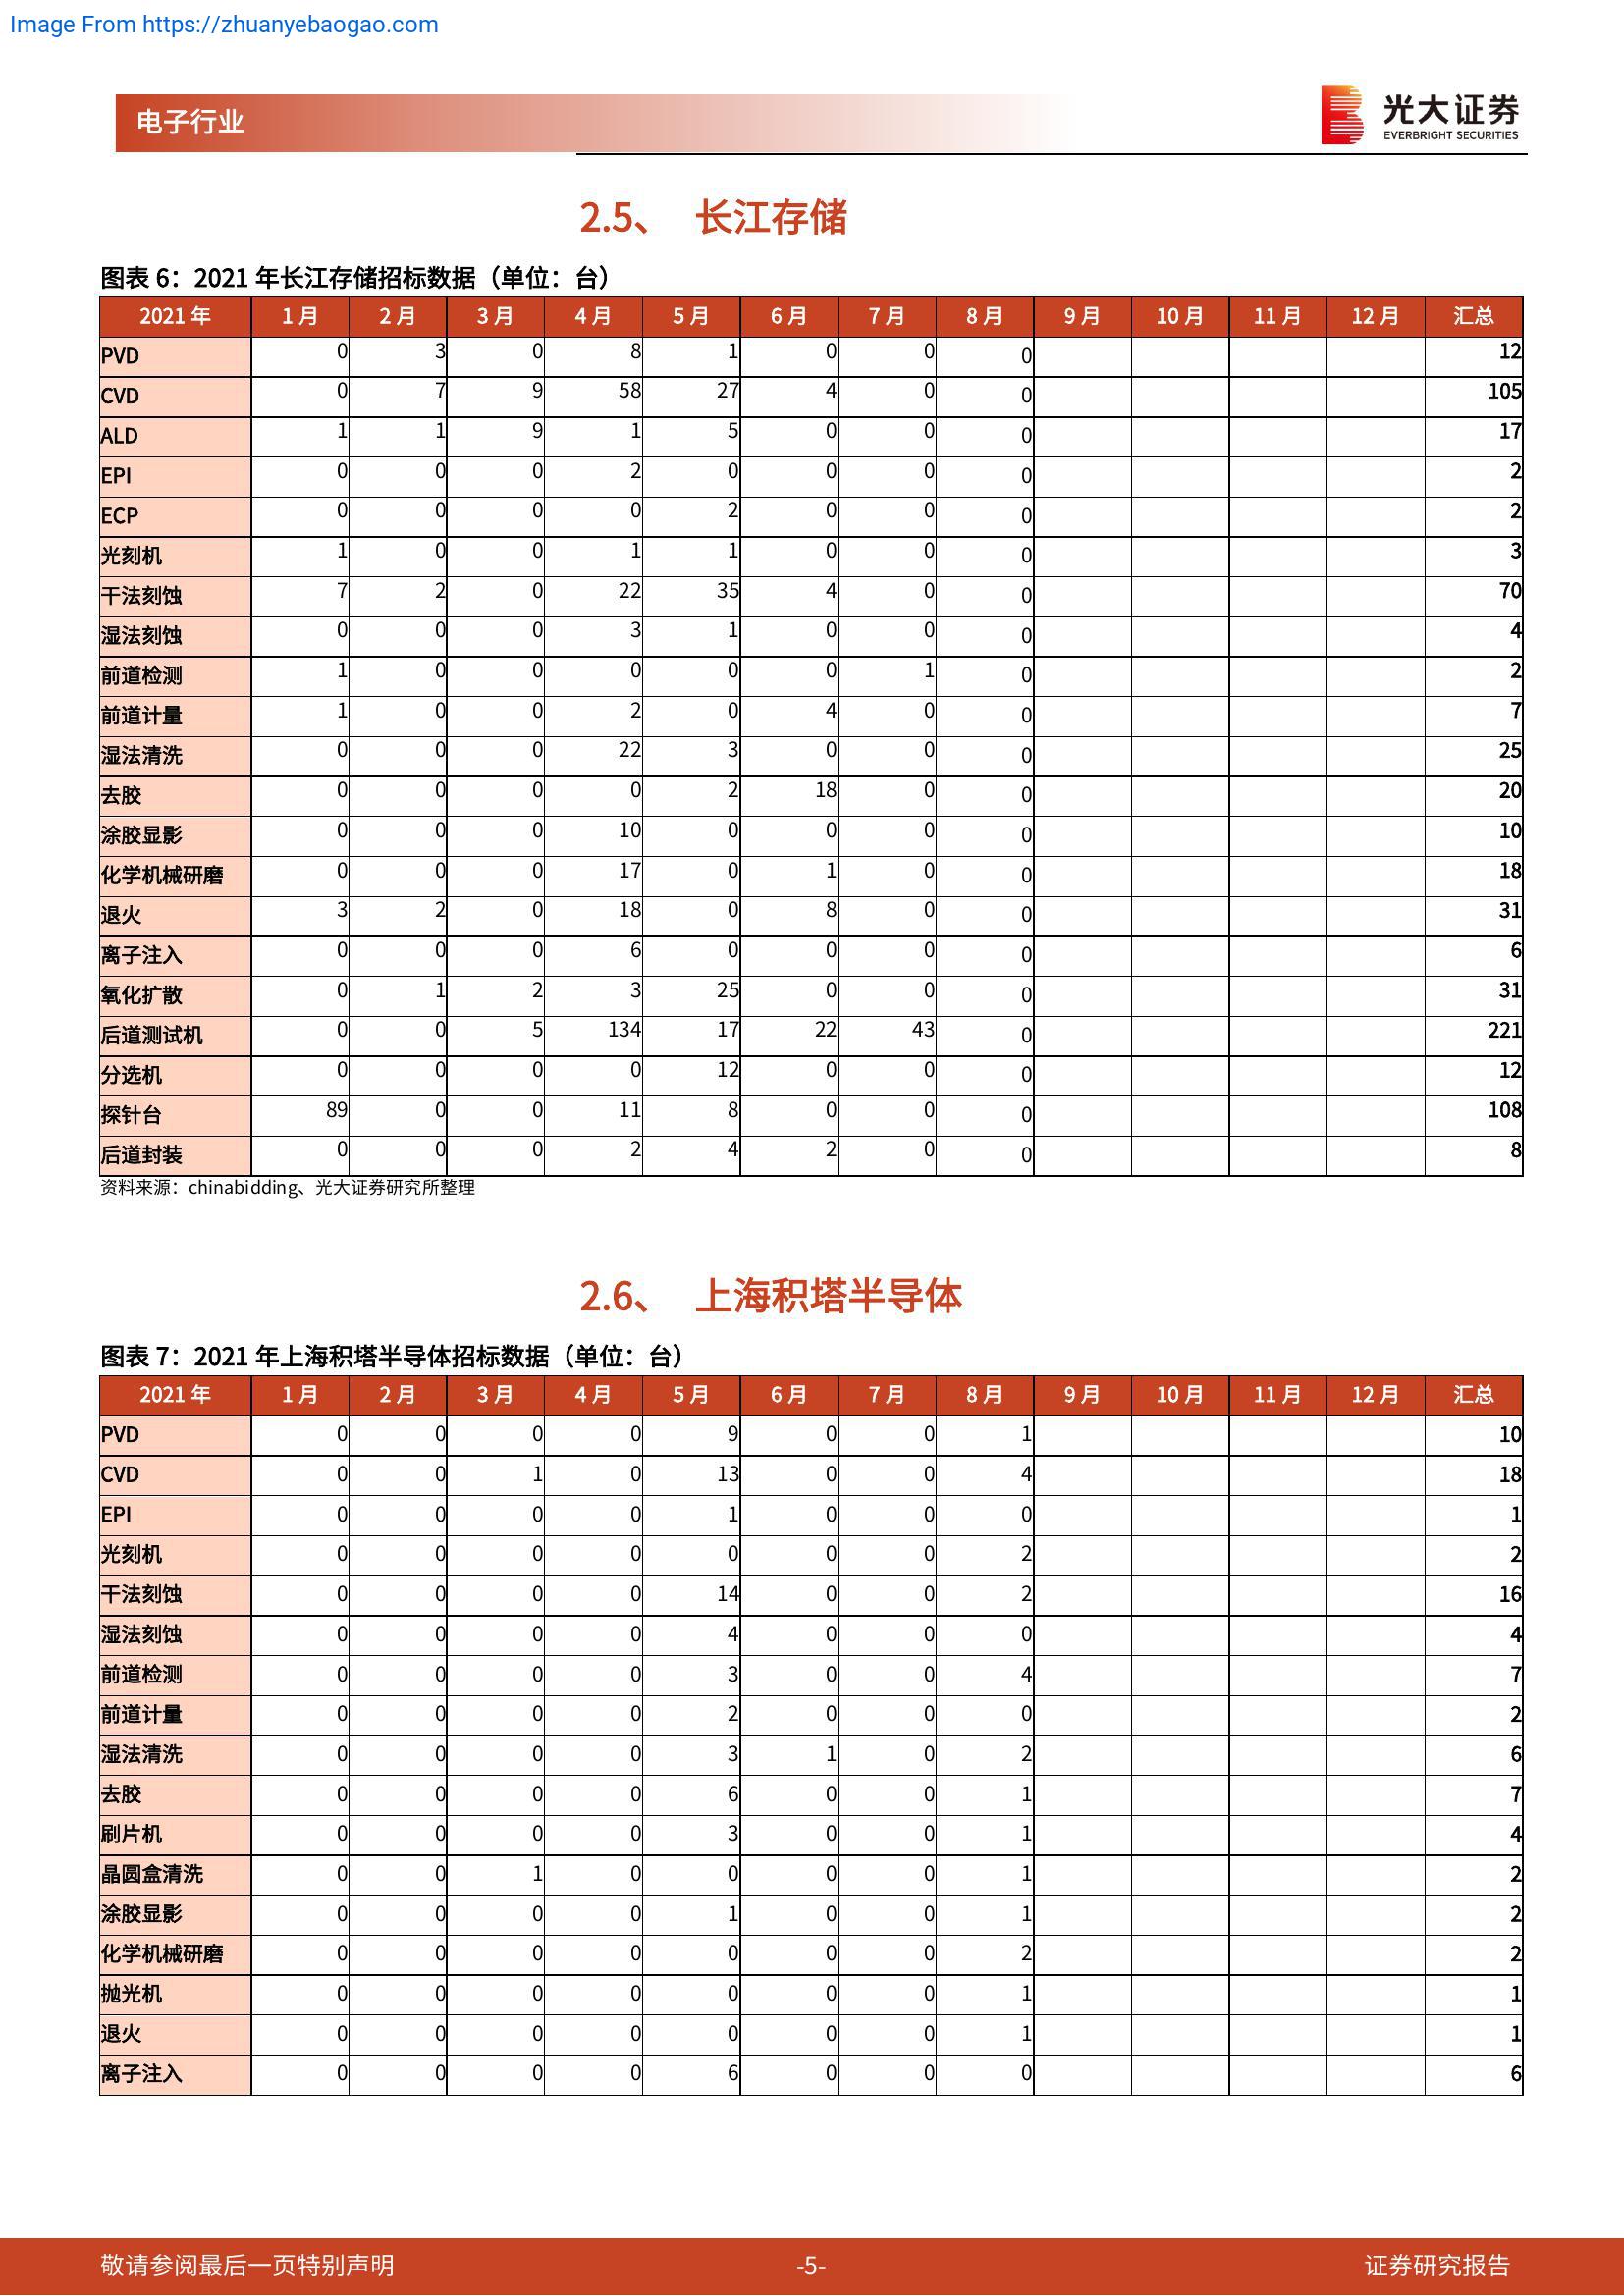 Image From https://zhuanyebaogao.com
电子行业
光大证券
EVERBRIGHT SECURITIES
2.5、 长江存储
图表 6：2021 年长江存储招标数据（单位：台）
2021 年 1 月 2 月 3 月 4 月 5 月 6 月 7 月 8 月 9 月 10 月 11 月 12 月 汇总
PVD 0 3 0 8 1 0 0 0 12
CVD 0 7 9 58 27 4 0 0 105
ALD 1 1 9 1 5 0 0 0 17
EPI 0 0 0 2 0 0 0 0 2
ECP 0 0 0 0 2 0 0 0 2
光刻机 1 0 0 1 1 0 0 0 3
干法刻蚀 7 2 0 22 35 4 0 0 70
湿法刻蚀 0 0 0 3 1 0 0 0 4
前道检测 1 0 0 0 0 0 1 0 2
前道计量 1 0 0 2 0 4 0 0 7
湿法清洗 0 0 0 22 3 0 0 0 25
去胶 0 0 0 0 2 18 0 0 20
涂胶显影 0 0 0 10 0 0 0 0 10
化学机械研磨 0 0 0 17 0 1 0 0 18
退火 3 2 0 18 0 8 0 0 31
离子注入 0 0 0 6 0 0 0 0 6
氧化扩散 0 1 2 3 25 0 0 0 31
后道测试机 0 0 5 134 17 22 43 0 221
分选机 0 0 0 0 12 0 0 0 12
探针台 89 0 0 11 8 0 0 0 108
后道封装 0 0 0 2 4 2 0 0 8
资料来源：chinabidding、光大证券研究所整理
2.6、 上海积塔半导体
图表 7：2021 年上海积塔半导体招标数据（单位：台）
2021 年 1 月 2 月 3 月 4 月 5 月 6 月 7 月 8 月 9 月 10 月 11 月 12 月 汇总
PVD 0 0 0 0 9 0 0 1 10
CVD 0 0 1 0 13 0 0 4 18
EPI 0 0 0 0 1 0 0 0 1
光刻机 0 0 0 0 0 0 0 2 2
干法刻蚀 0 0 0 0 14 0 0 2 16
湿法刻蚀 0 0 0 0 4 0 0 0 4
前道检测 0 0 0 0 3 0 0 4 7
前道计量 0 0 0 0 2 0 0 0 2
湿法清洗 0 0 0 0 3 1 0 2 6
去胶 0 0 0 0 6 0 0 1 7
刷片机 0 0 0 0 3 0 0 1 4
晶圆盒清洗 0 0 1 0 0 0 0 1 2
涂胶显影 0 0 0 0 1 0 0 1 2
化学机械研磨 0 0 0 0 0 0 0 2 2
抛光机 0 0 0 0 0 0 0 1 1
退火 0 0 0 0 0 0 0 1 1
离子注入 0 0 0 0 6 0 0 0 6
敬请参阅最后一页特别声明 -5- 证券研究报告